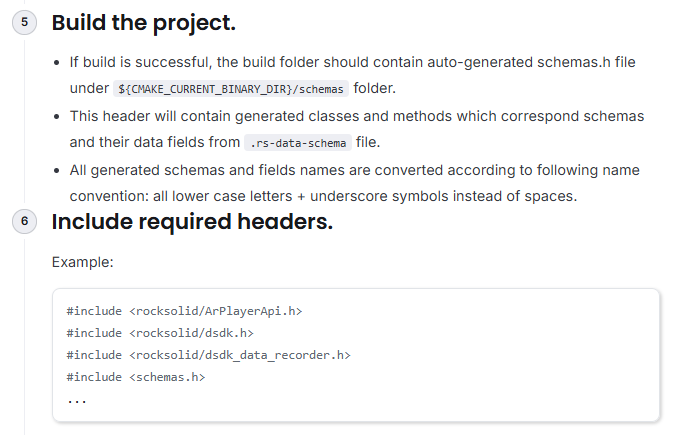 5 Build the project.
• If build is successful, the build folder should contain auto-generated schemas.h file
under ${CMAKE_CURRENT_BINARY_DIR}/schemas folder.
• This header will contain generated classes and methods which correspond schemas
and their data fields from .rs-data-schema file.
• All generated schemas and fields names are converted according to following name
convention: all lower case letters + underscore symbols instead of spaces.
6 Include required headers.
Example:
#include <rocksolid/ArPlayerApi.h>
#include <rocksolid/dsdk.h>
#include <rocksolid/dsdk_data_recorder.h>
#include <schemas.h>
...